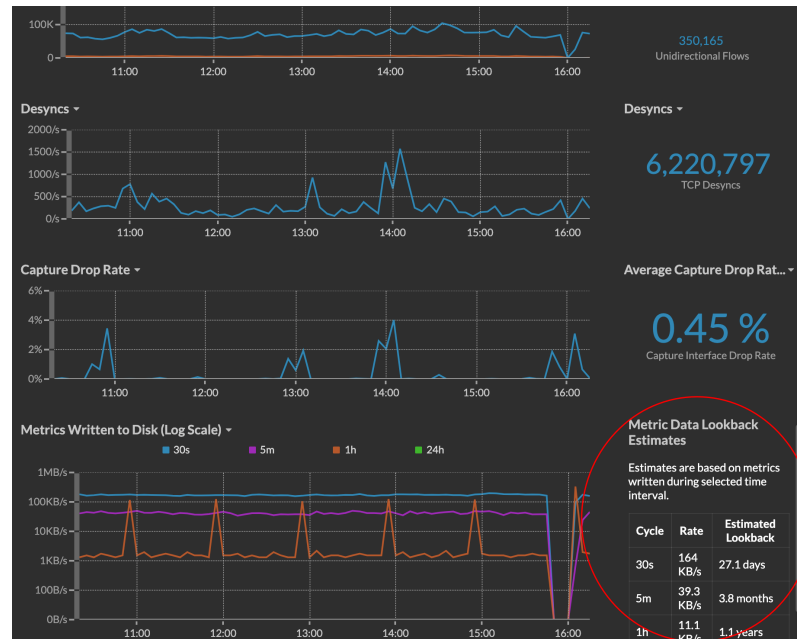 100K
0
11:00 12:00 13:00 14:00 15:00 16:00
350,165
Unidirectional Flows
Desyncs
2000/s
1500/s
1000/s
500/s
0/s
11:00 12:00 13:00 14:00 15:00 16:00
Desyncs
6,220,797
TCP Desyncs
Capture Drop Rate
6%
4%
2%
0%
11:00 12:00 13:00 14:00 15:00 16:00
Average Capture Drop Rat...
0.45 %
Capture Interface Drop Rate
Metrics Written to Disk (Log Scale)
30s 5m 1h 24h
1MB/s
100KB/s
10KB/s
1KB/s
100B/s
0B/s
11:00 12:00 13:00 14:00 15:00 16:00
Metric Data Lookback
Estimates
Estimates are based on metrics
written during selected time
interval.
Cycle Rate Estimated
Lookback
30s 164
KB/s 27.1 days
5m 39.3
KB/s 3.8 months
1h 11.1
KB/s 1.1 years